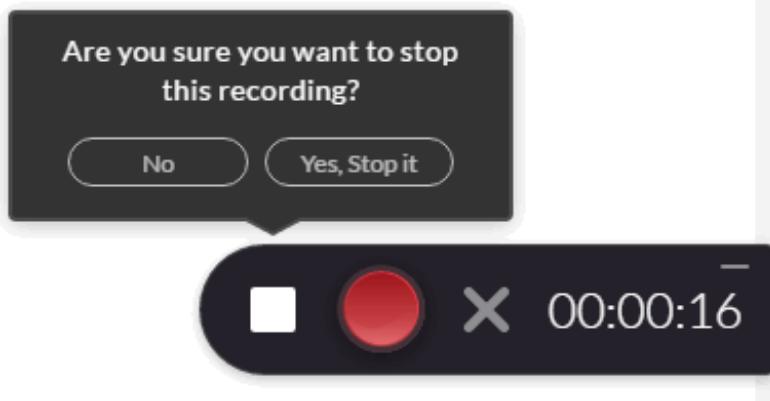 Are you sure you want to stop
this recording?
No Yes, Stop it
00:00:16